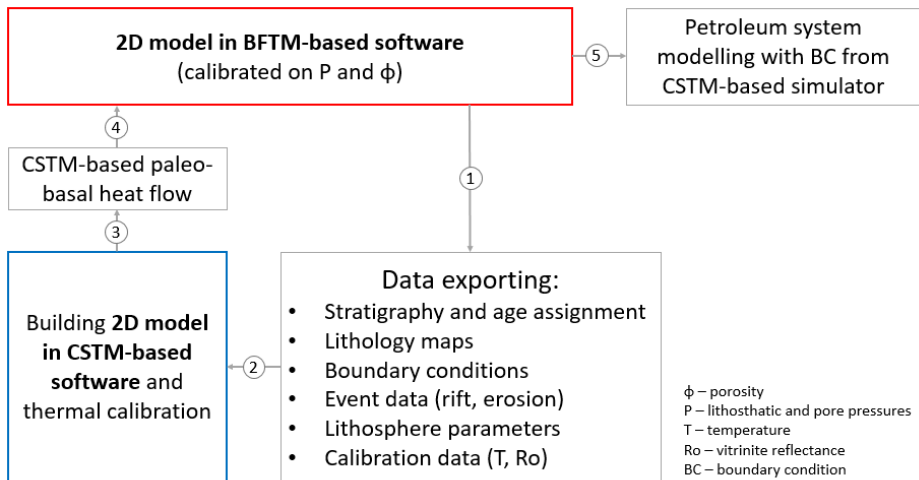 2D model in BFTM-based software
(calibrated on P and ϕ)
5
Petroleum system
modelling with BC from
CSTM-based simulator
4
CSTM-based paleo-
basal heat flow
3
1
Building 2D model
in CSTM-based
software and
thermal calibration
2
Data exporting:
• Stratigraphy and age assignment
• Lithology maps
• Boundary conditions
• Event data (rift, erosion)
• Lithosphere parameters
• Calibration data (T, Ro)
ϕ – porosity
P – lithosthatic and pore pressures
T – temperature
Ro – vitrinite reflectance
BC – boundary condition